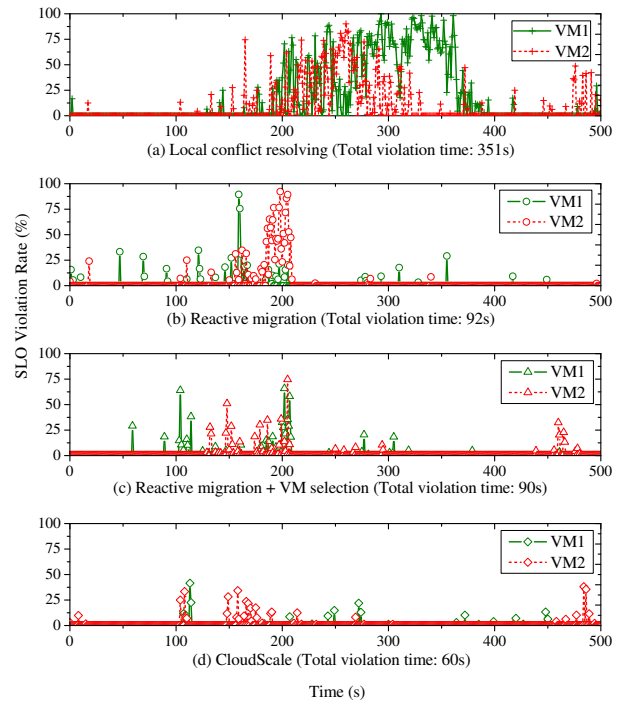 100
75
50
25
0
0 100 200 300 400 500
VM1
VM2
(a) Local conflict resolving (Total violation time: 351s)
100
75
50
25
0
0 100 200 300 400 500
VM1
VM2
(b) Reactive migration (Total violation time: 92s)
SLO Violation Rate (%)
100
75
50
25
0
0 100 200 300 400 500
VM1
VM2
(c) Reactive migration + VM selection (Total violation time: 90s)
100
75
50
25
0
0 100 200 300 400 500
VM1
VM2
(d) CloudScale (Total violation time: 60s)
Time (s)